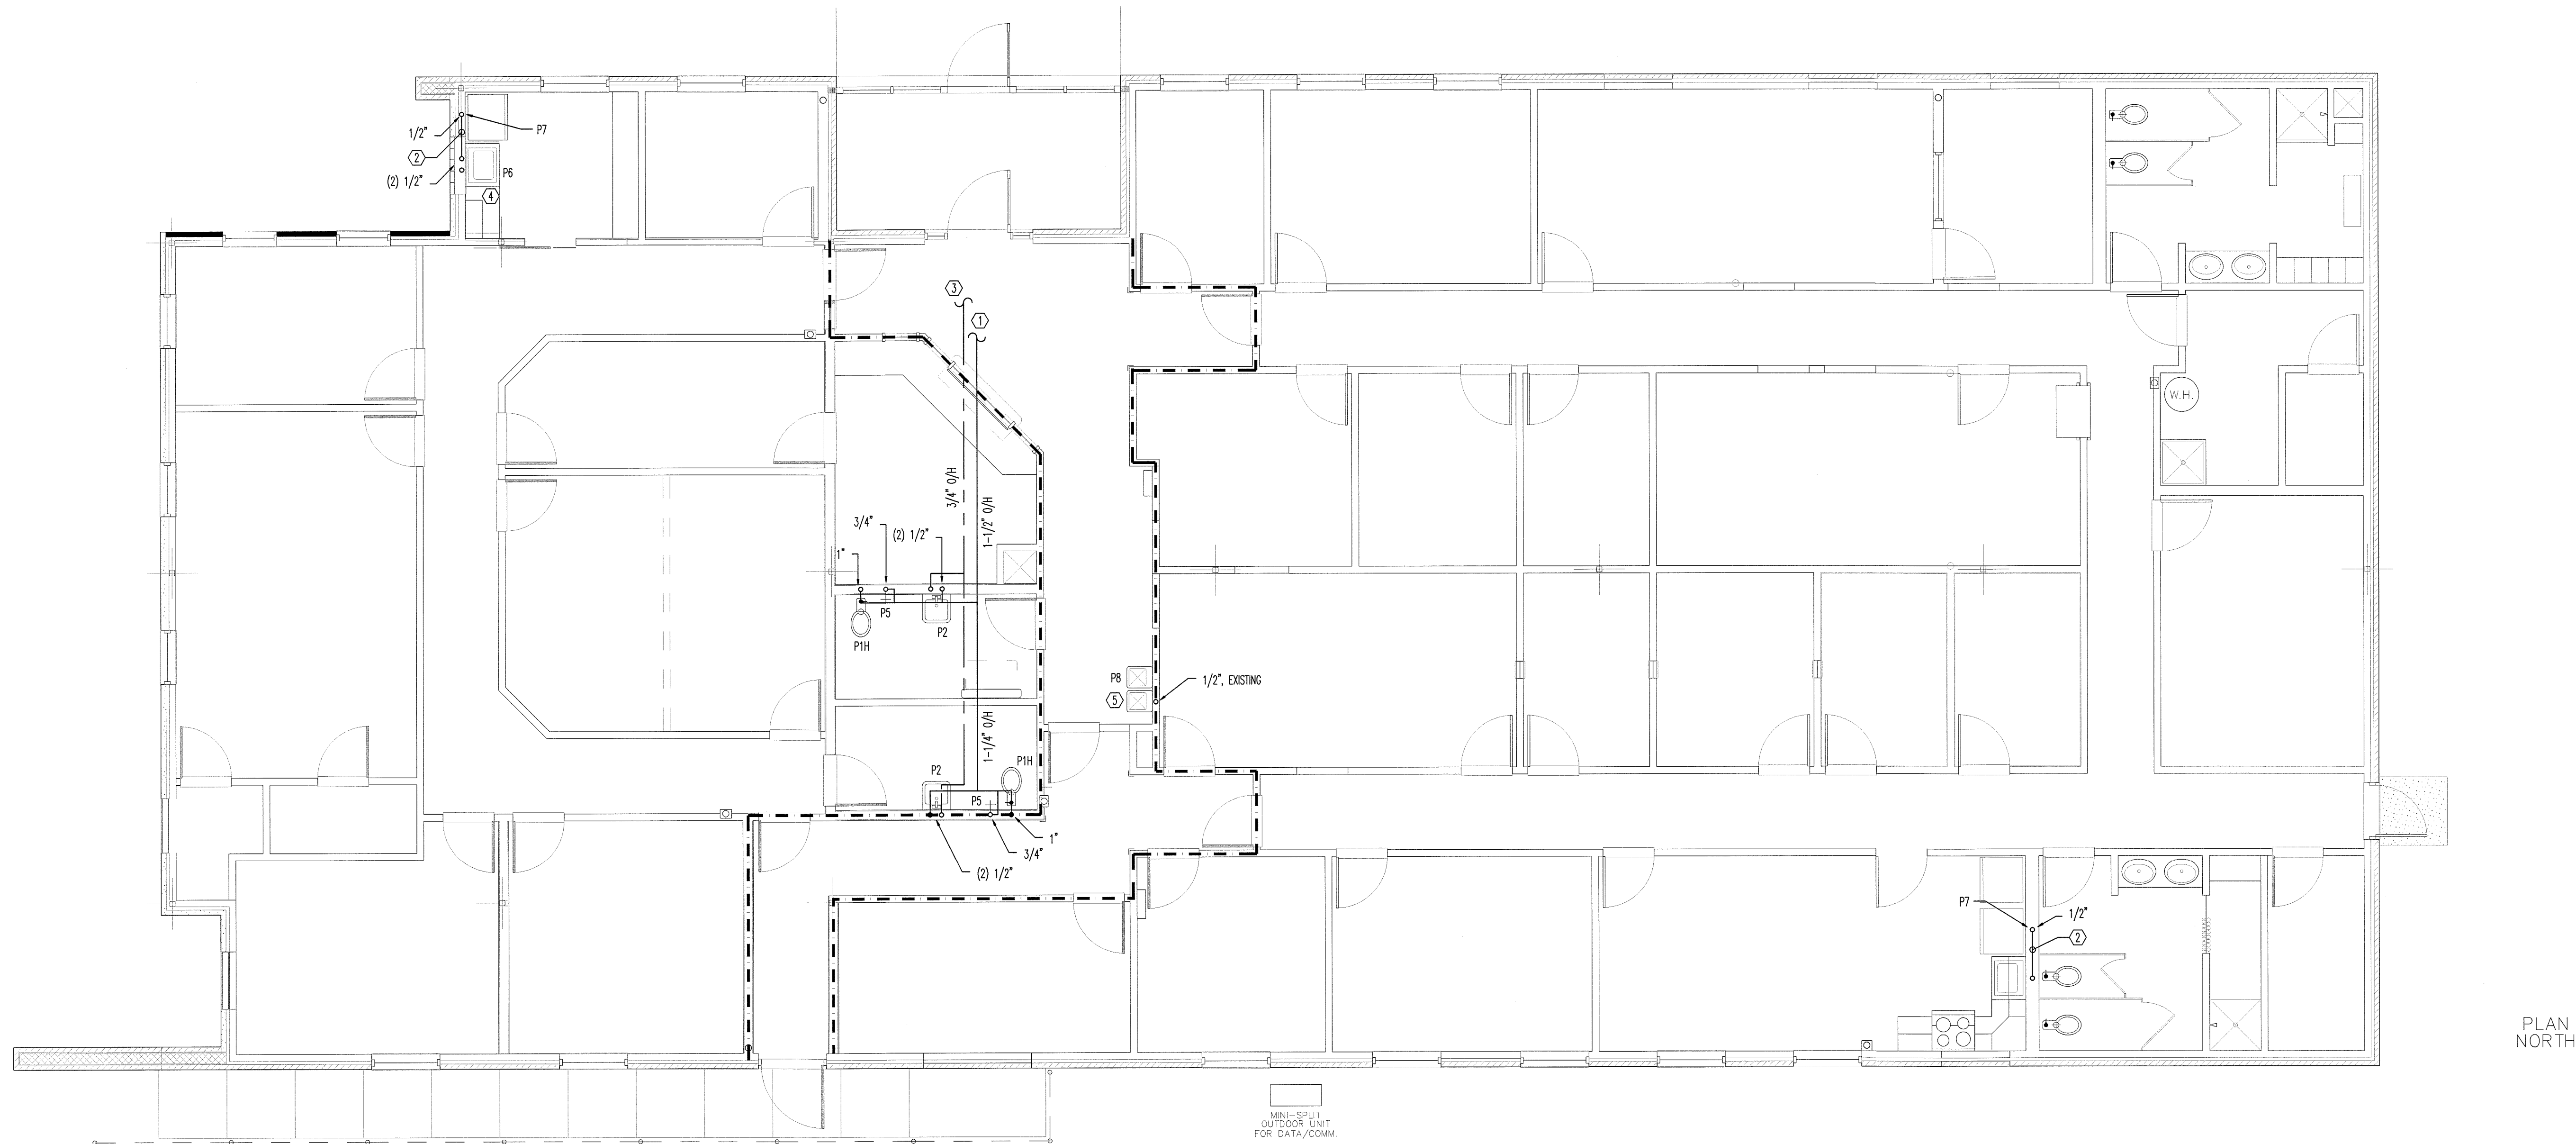 1/2"
P7
2
(2) 1/2"
P6
4
3
1
W.H.
3/4" O/H
1-1/2" O/H
3/4"
(2) 1/2"
1"
P5
P2
P1H
P8
5
1/2", EXISTING
1-1/4" O/H
P1H
P2
P5
1"
3/4"
(2) 1/2"
P7
1/2"
2
PLAN
NORTH
MINI-SPLIT
OUTDOOR UNIT
FOR DATA/COMM.